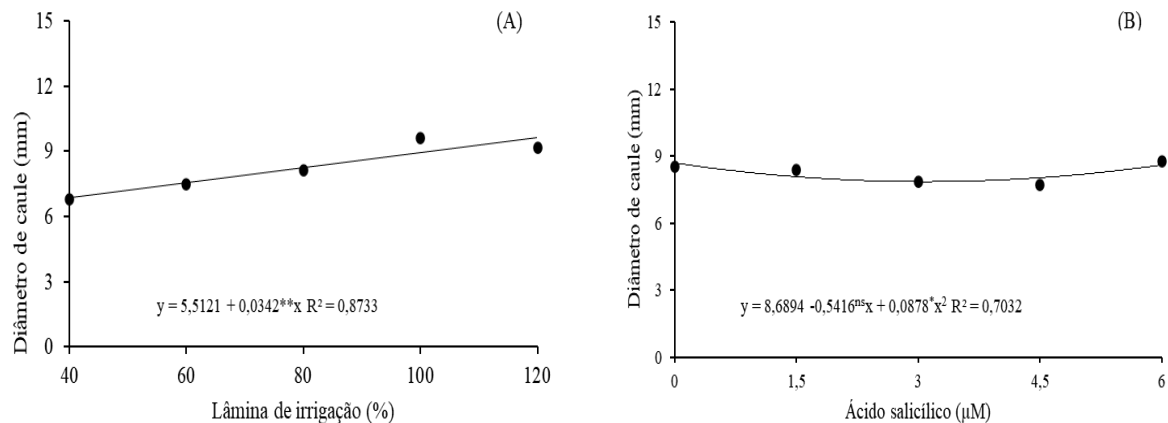 (A)
15
12
9
6
3
0
Diâmetro de caule (mm)
y = 5,5121 + 0,0342**x R² = 0,8733
40 60 80 100 120
Lâmina de irrigação (%)
(B)
15
12
9
6
3
0
Diâmetro de caule (mm)
y = 8,6894 -0,5416ⁿˢx + 0,0878*x² R² = 0,7032
0 1,5 3 4,5 6
Ácido salicílico (μM)